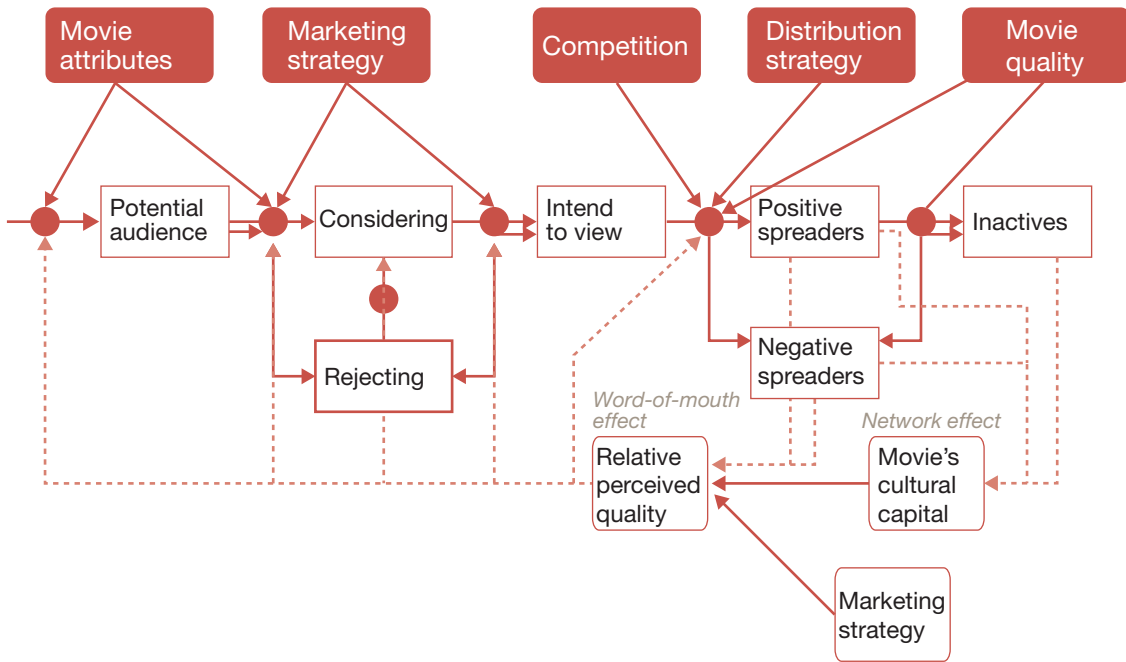 Movie
attributes
Marketing
strategy
Competition
Distribution
strategy
Movie
quality
Potential
audience
Considering
Intend
to view
Positive
spreaders
Inactives
Rejecting
Negative
spreaders
Word-of-mouth
effect
Network effect
Relative
perceived
quality
Movie’s
cultural
capital
Marketing
strategy